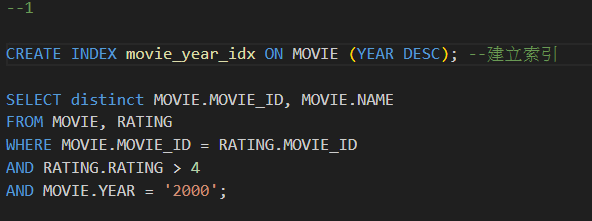 --1
CREATE INDEX movie_year_idx ON MOVIE (YEAR DESC); --建立索引
SELECT distinct MOVIE.MOVIE_ID, MOVIE.NAME
FROM MOVIE, RATING
WHERE MOVIE.MOVIE_ID = RATING.MOVIE_ID
AND RATING.RATING > 4
AND MOVIE.YEAR = '2000';